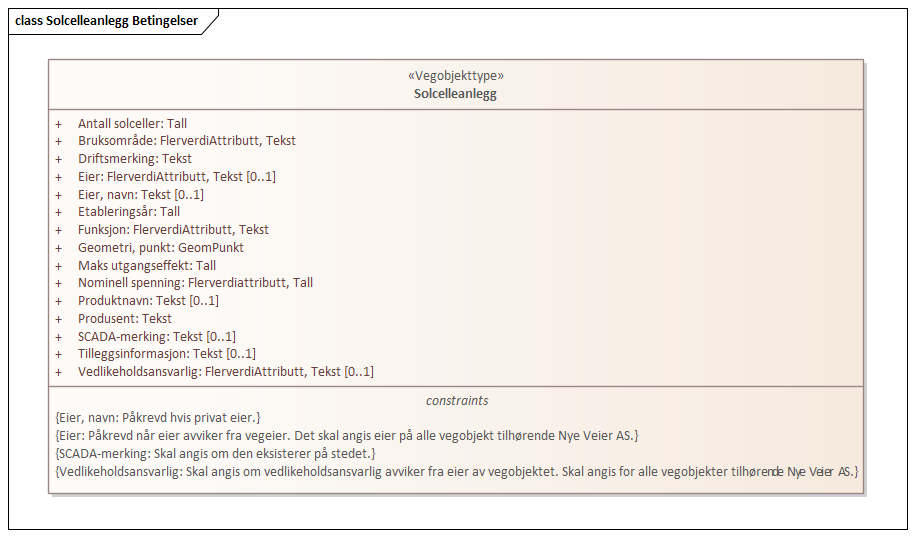 class Solcelleanlegg Betingelser
«Vegobjekttype»
Solcelleanlegg
+ Antall solceller: Tall
+ Bruksområde: FlerverdiAttributt, Tekst
+ Driftsmerking: Tekst
+ Eier: FlerverdiAttributt, Tekst [0..1]
+ Eier, navn: Tekst [0..1]
+ Etableringsår: Tall
+ Funksjon: FlerverdiAttributt, Tekst
+ Geometri, punkt: GeomPunkt
+ Maks utgangseffekt: Tall
+ Nominell spenning: Flerverdiattributt, Tall
+ Produktnavn: Tekst [0..1]
+ Produsent: Tekst
+ SCADA-merking: Tekst [0..1]
+ Tilleggsinformasjon: Tekst [0..1]
+ Vedlikeholdsansvarlig: FlerverdiAttributt, Tekst [0..1]
constraints
{Eier, navn: Påkrevd hvis privat eier.}
{Eier: Påkrevd når eier avviker fra vegeier. Det skal angis eier på alle vegobjekt tilhørende Nye Veier AS.}
{SCADA-merking: Skal angis om den eksisterer på stedet.}
{Vedlikeholdsansvarlig: Skal angis om vedlikeholdsansvarlig avviker fra eier av vegobjektet. Skal angis for alle vegobjekter tilhørende Nye Veier AS.}